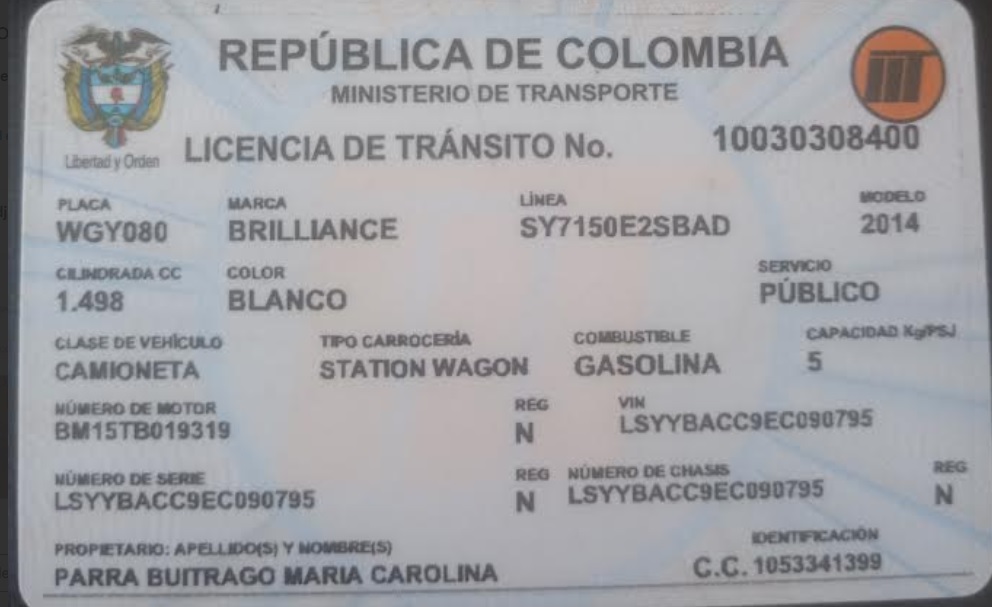 REPÚBLICA DE COLOMBIA
MINISTERIO DE TRANSPORTE
Libertad y Orden
LICENCIA DE TRÁNSITO No. 10030308400
PLACA MARCA LÍNEA MODELO
WGY080 BRILLIANCE SY7150E2SBAD 2014
CILINDRADA CC COLOR SERVICIO
1.498 BLANCO PÚBLICO
CLASE DE VEHÍCULO TIPO CARROCERÍA COMBUSTIBLE CAPACIDAD Kg/PSJ
CAMIONETA STATION WAGON GASOLINA 5
NÚMERO DE MOTOR REG VIN
BM15TB019319 N LSYYBACC9EC090795
NÚMERO DE SERIE REG NÚMERO DE CHASIS REG
LSYYBACC9EC090795 N LSYYBACC9EC090795 N
PROPIETARIO: APELLIDO(S) Y NOMBRE(S) IDENTIFICACIÓN
PARRA BUITRAGO MARIA CAROLINA C.C. 1053341399